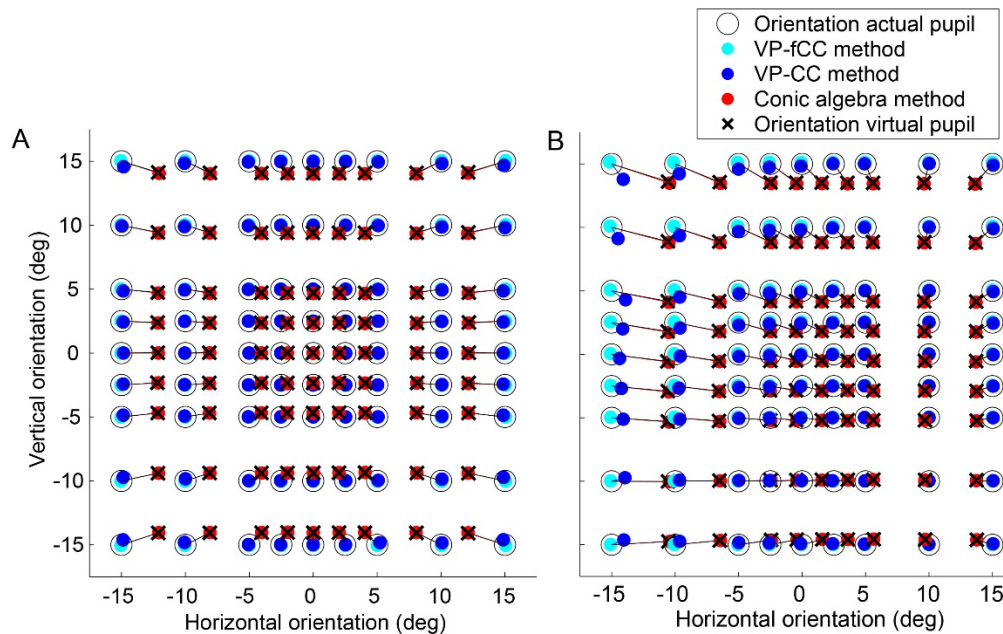 Orientation actual pupil
VP-fCC method
VP-CC method
Conic algebra method
Orientation virtual pupil
A
B
15
10
5
0
-5
-10
-15
Vertical orientation (deg)
-15 -10 -5 0 5 10 15
-15 -10 -5 0 5 10 15
Horizontal orientation (deg)
Horizontal orientation (deg)